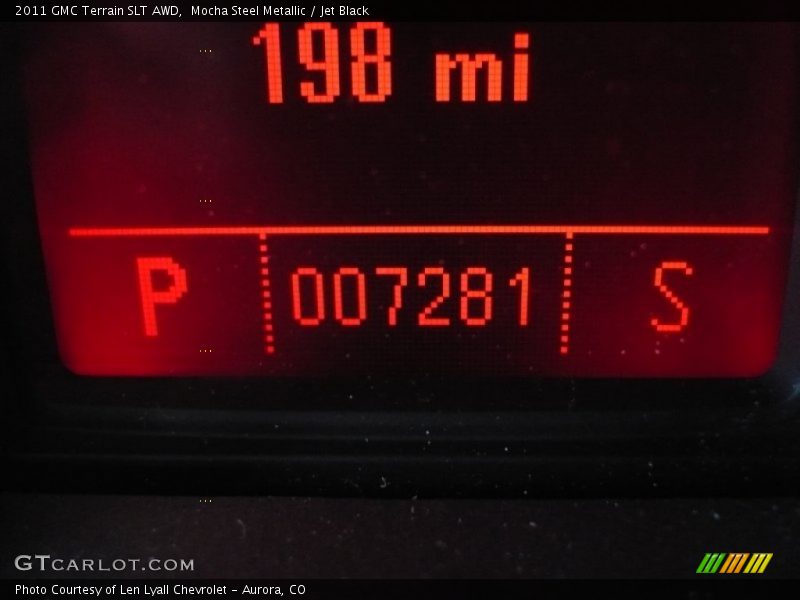 2011 GMC Terrain SLT AWD,  Mocha Steel Metallic / Jet Black
198 mi
P 007281 S
GTCARLOT.COM
Photo Courtesy of Len Lyall Chevrolet - Aurora, CO